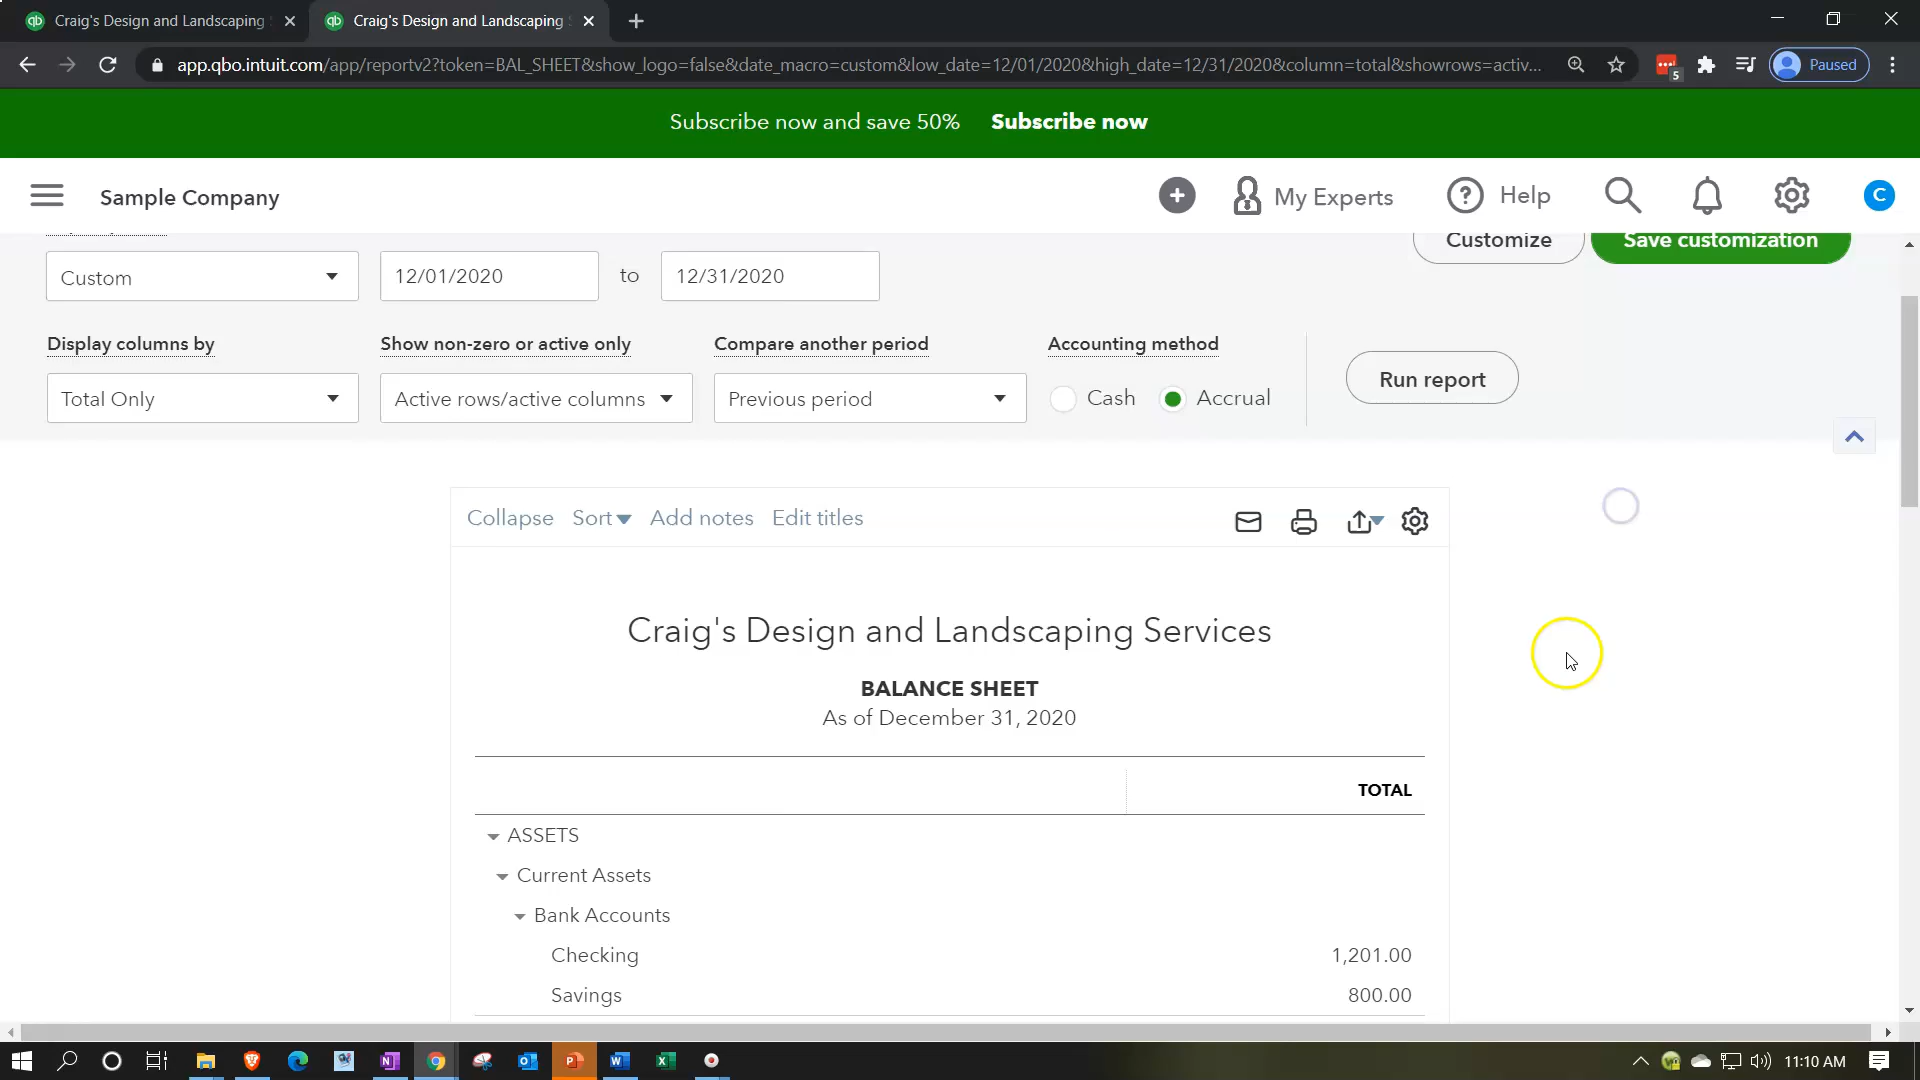 Craig's Design and Landscaping S
Craig's Design and Landscaping S
app.qbo.intuit.com/app/reportv2?token=BAL_SHEET&show_logo=false&date_macro=custom&low_date=12/01/2020&high_date=12/31/2020&column=total&showrows=activ...
5
Paused
Subscribe now and save 50% Subscribe now
Sample Company
My Experts
Help
C
Customize
Save customization
Custom
12/01/2020
to
12/31/2020
Display columns by
Show non-zero or active only
Compare another period
Accounting method
Total Only
Active rows/active columns
Previous period
Cash
Accrual
Run report
Collapse Sort Add notes Edit titles
Craig's Design and Landscaping Services
BALANCE SHEET
As of December 31, 2020
TOTAL
ASSETS
Current Assets
Bank Accounts
Checking 1,201.00
Savings 800.00
11:10 AM